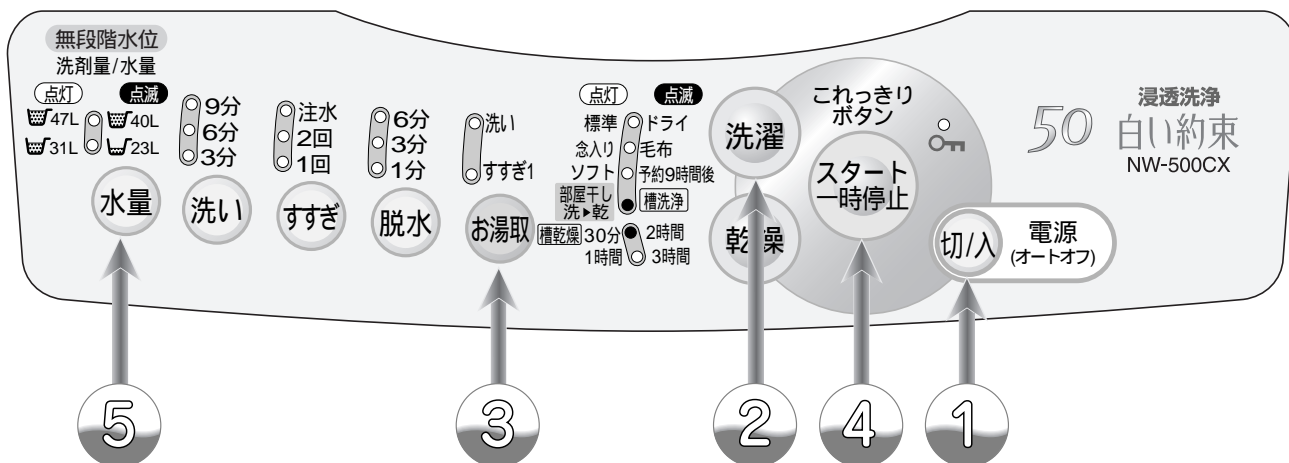 無段階水位
洗剤量/水量
点灯 点滅
47L 40L
31L 23L
水量
9分
6分
3分
洗い
注水
2回
1回
すすぎ
6分
3分
1分
脱水
洗い
すすぎ1
お湯取
点灯 点滅
標準 ドライ
念入り 毛布
ソフト 予約9時間後
部屋干し
洗▶乾 槽洗浄
槽乾燥 30分 2時間
1時間 3時間
洗濯
乾燥
これっきり
ボタン
スタート
一時停止
切/入
電源
(オートオフ)
50
浸透洗浄
白い約束
NW-500CX
5
3
2
4
1